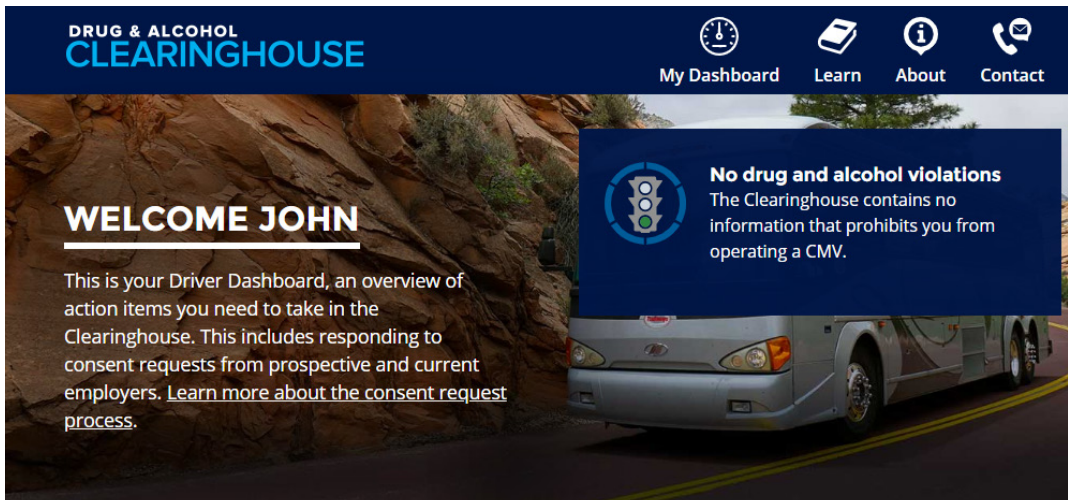 DRUG & ALCOHOL
CLEARINGHOUSE
My Dashboard
Learn
About
Contact
WELCOME JOHN
This is your Driver Dashboard, an overview of
action items you need to take in the
Clearinghouse. This includes responding to
consent requests from prospective and current
employers. Learn more about the consent request
process.
No drug and alcohol violations
The Clearinghouse contains no
information that prohibits you from
operating a CMV.